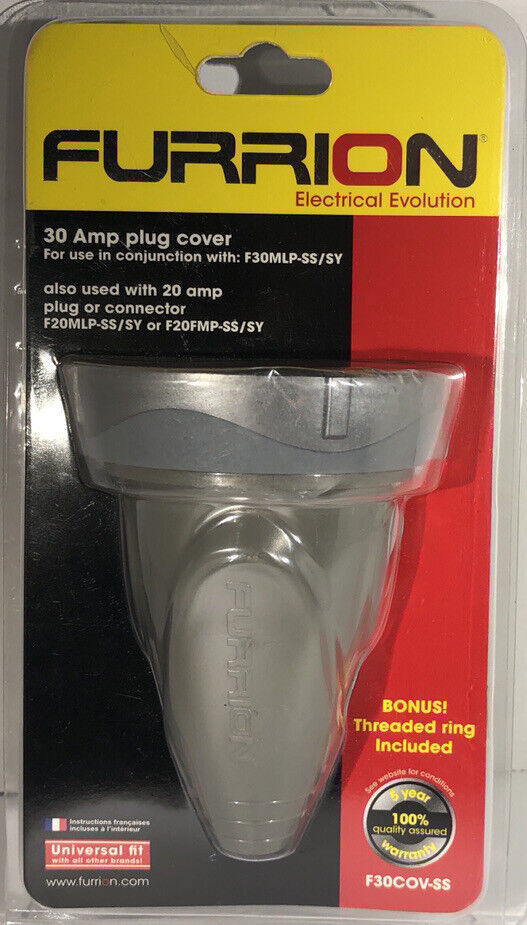 FURRION®
Electrical Evolution
30 Amp plug cover
For use in conjunction with: F30MLP-SS/SY
also used with 20 amp
plug or connector
F20MLP-SS/SY or F20FMP-SS/SY
FURRION
BONUS!
Threaded ring
Included
See website for conditions
5 year
100%
quality assured
warranty
F30COV-SS
Instructions françaises
incluses à l'intérieur
Universal fit
with all other brands!
www.furrion.com